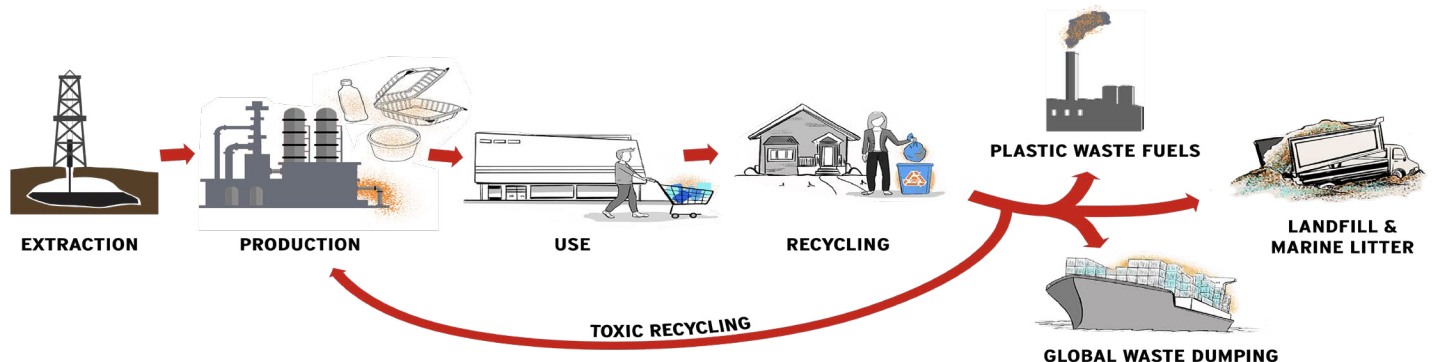 EXTRACTION
PRODUCTION
USE
RECYCLING
PLASTIC WASTE FUELS
LANDFILL &
MARINE LITTER
TOXIC RECYCLING
GLOBAL WASTE DUMPING